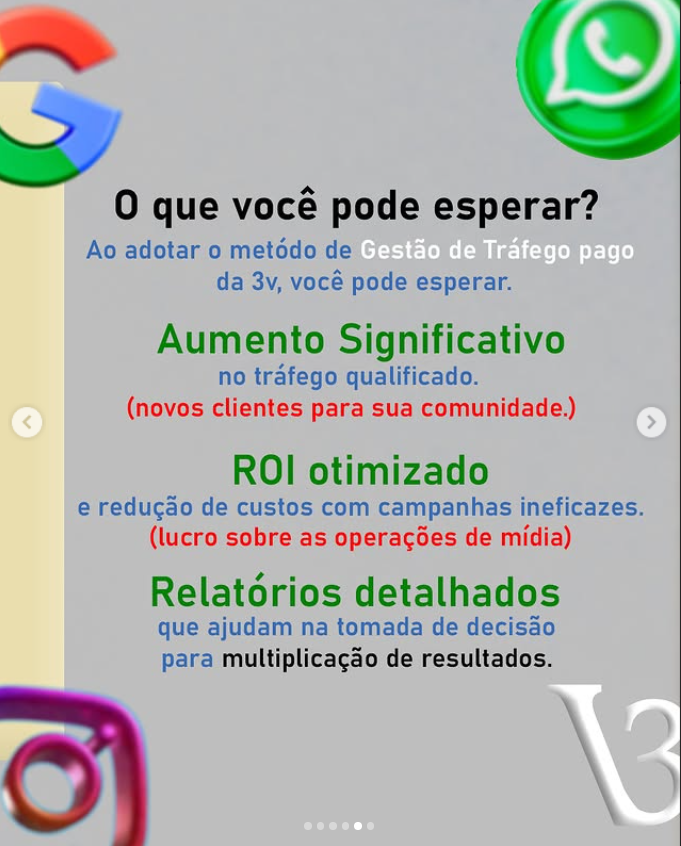 O que você pode esperar?
Ao adotar o metódo de Gestão de Tráfego pago
da 3v, você pode esperar.
Aumento Significativo
no tráfego qualificado.
(novos clientes para sua comunidade.)
ROI otimizado
e redução de custos com campanhas ineficazes.
(lucro sobre as operações de mídia)
Relatórios detalhados
que ajudam na tomada de decisão
para multiplicação de resultados.
V3